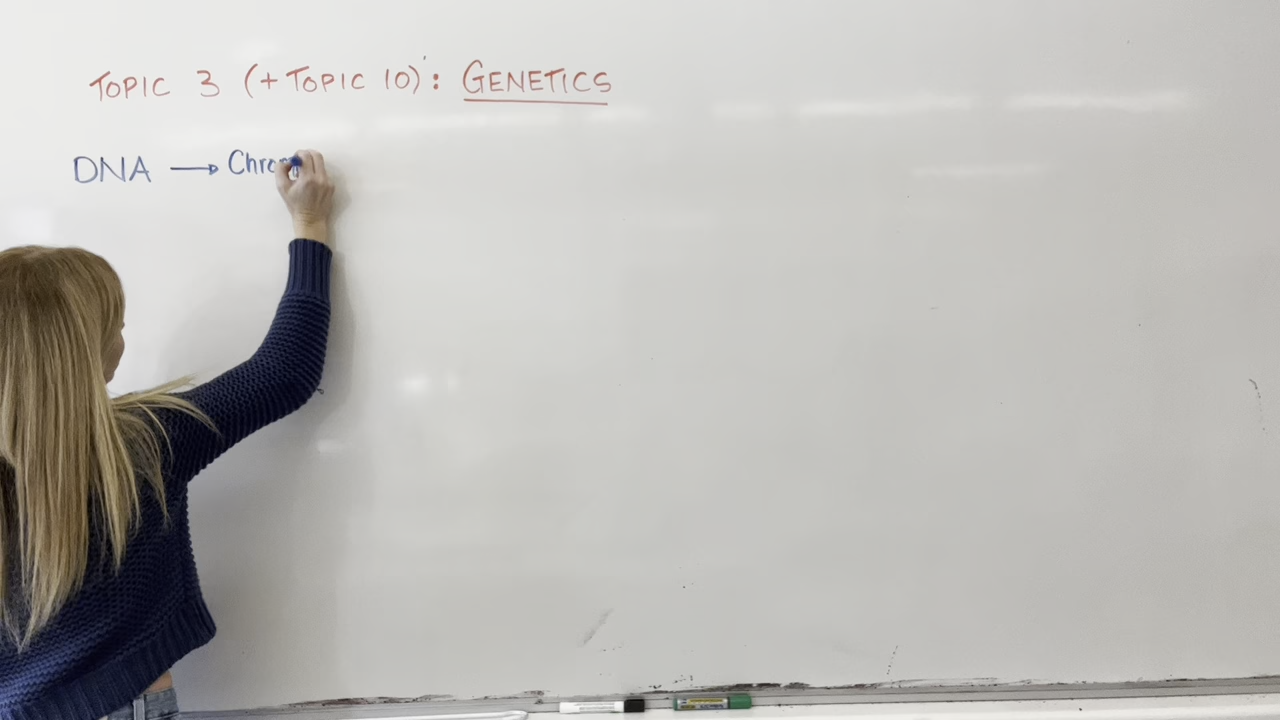 TOPIC 3 (+ TOPIC 10): GENETICS
DNA → Chro